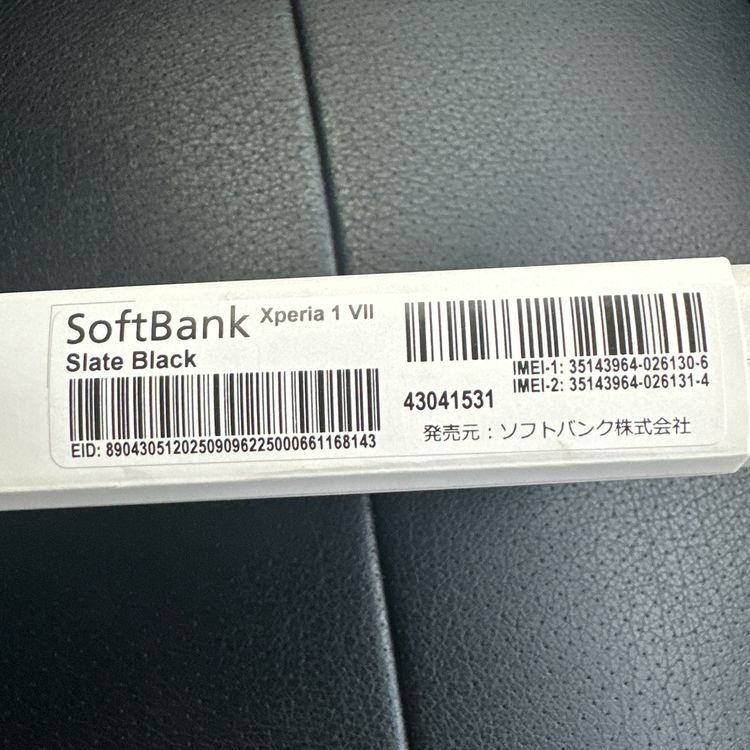 SoftBank Xperia 1 VII
Slate Black
EID: 89043051202509096225000661168143
IMEI-1: 35143964-026130-6
IMEI-2: 35143964-026131-4
43041531
発売元：ソフトバンク株式会社